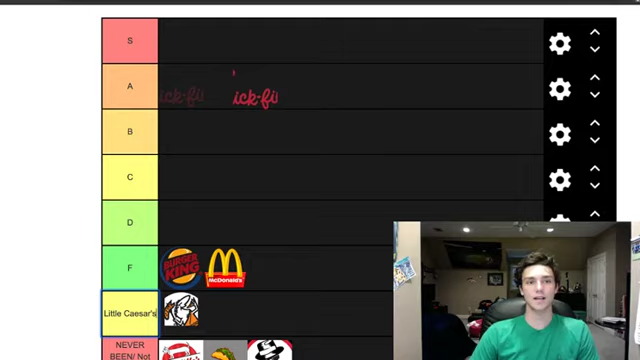 S
A
ick-fi
ick-fi
B
C
D
F
BURGER
KING
McDonald's
Little Caesar's
NEVER
BEEN/ Not